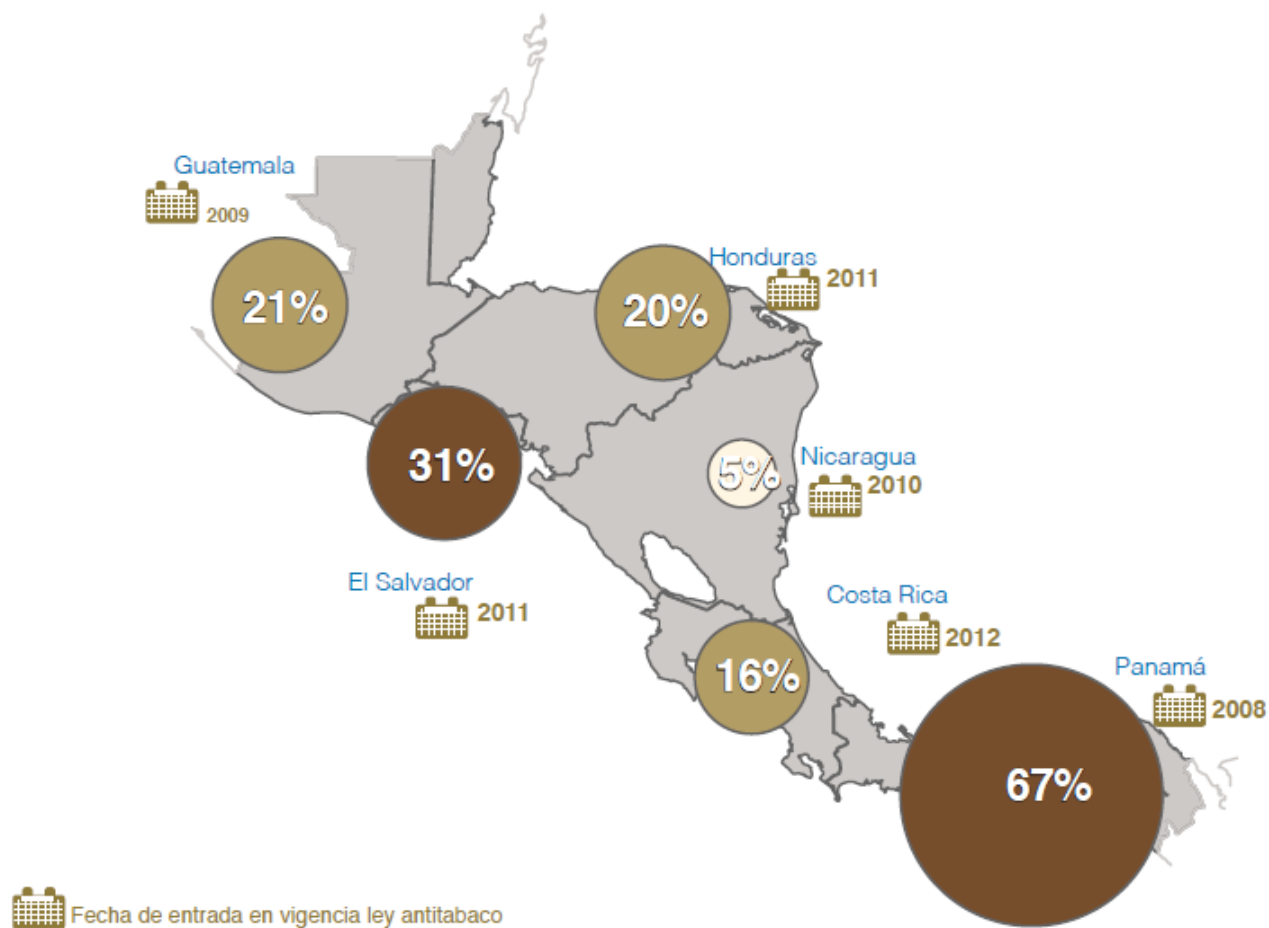 Guatemala
2009
21%
Honduras
2011
20%
31%
El Salvador
2011
5%
Nicaragua
2010
Costa Rica
2012
16%
Panamá
2008
67%
Fecha de entrada en vigencia ley antitabaco